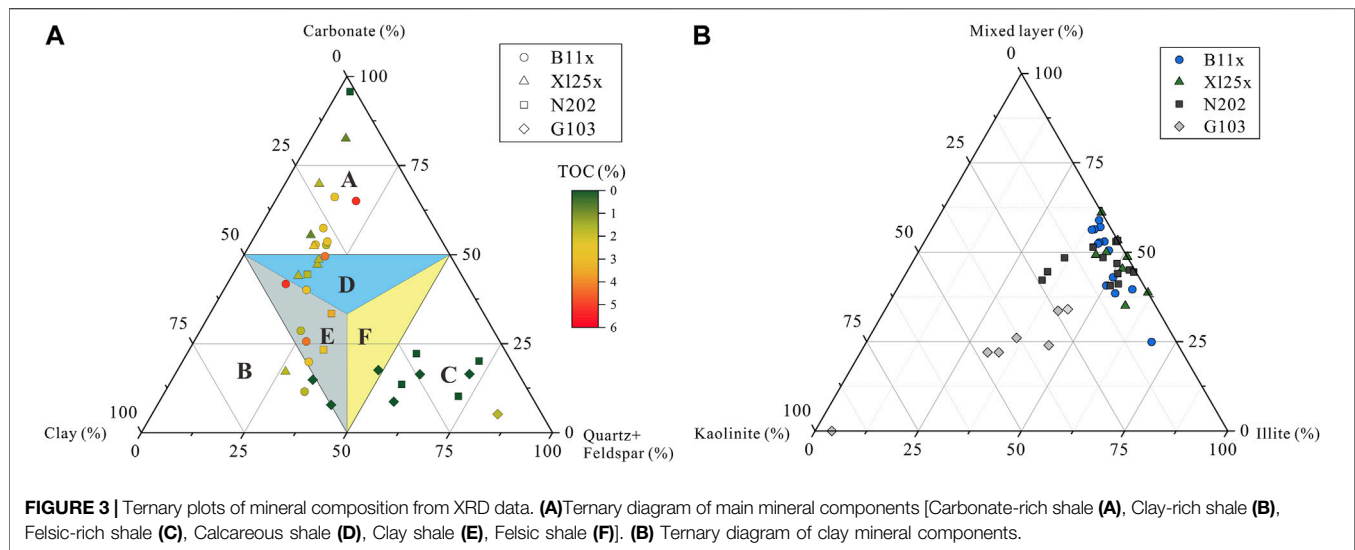 A
Carbonate (%)
0
100
25
75
50
50
75
25
100
0
Clay (%)
Quartz+
Feldspar (%)
0
25
50
75
100
A
B
C
D
E
F
B11x
Xl25x
N202
G103
TOC (%)
0
1
2
3
4
5
6
B
Mixed layer (%)
0
100
25
75
50
50
75
25
100
0
Kaolinite (%)
Illite (%)
0
25
50
75
100
B11x
Xl25x
N202
G103
FIGURE 3 | Ternary plots of mineral composition from XRD data. (A)Ternary diagram of main mineral components [Carbonate-rich shale (A), Clay-rich shale (B),
Felsic-rich shale (C), Calcareous shale (D), Clay shale (E), Felsic shale (F)]. (B) Ternary diagram of clay mineral components.